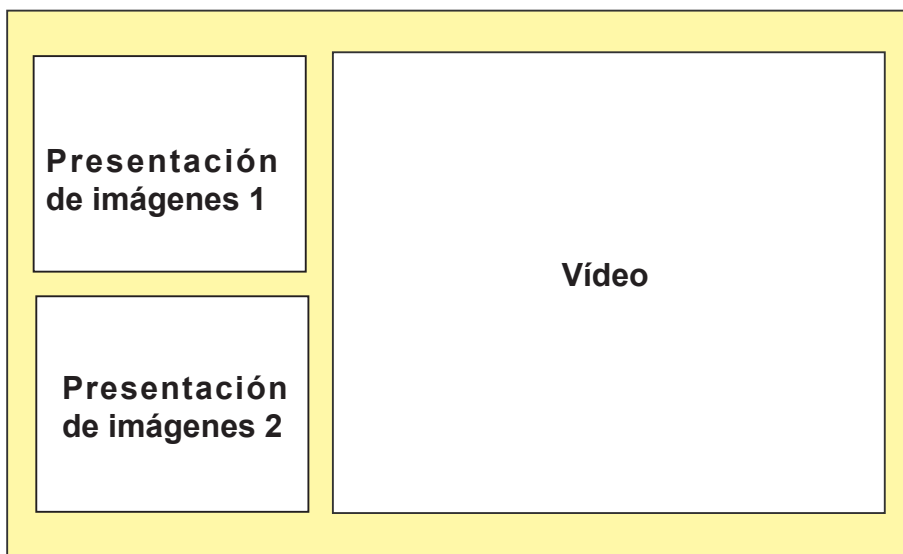 Presentación
de imágenes 1
Vídeo
Presentación
de imágenes 2